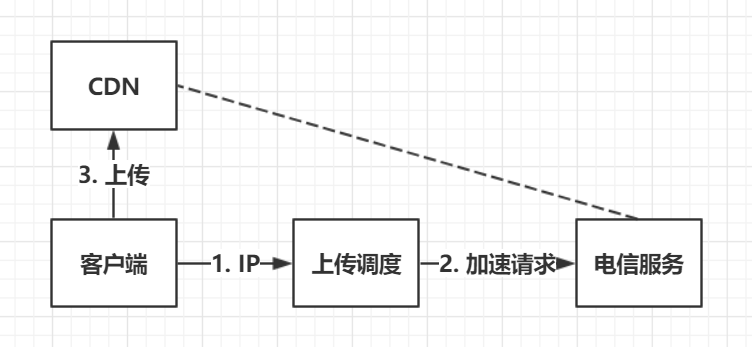 CDN
3. 上传
客户端
1. IP
上传调度
2. 加速请求
电信服务